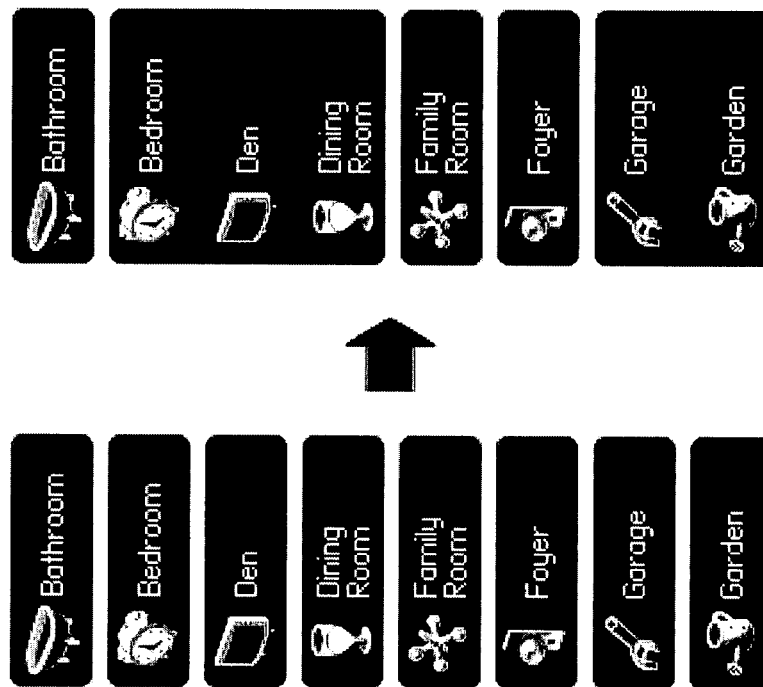 Bathroom
Bedroom
Den
Dining
Room
Family
Room
Foyer
Garage
Garden
Bathroom
Bedroom
Den
Dining
Room
Family
Room
Foyer
Garage
Garden